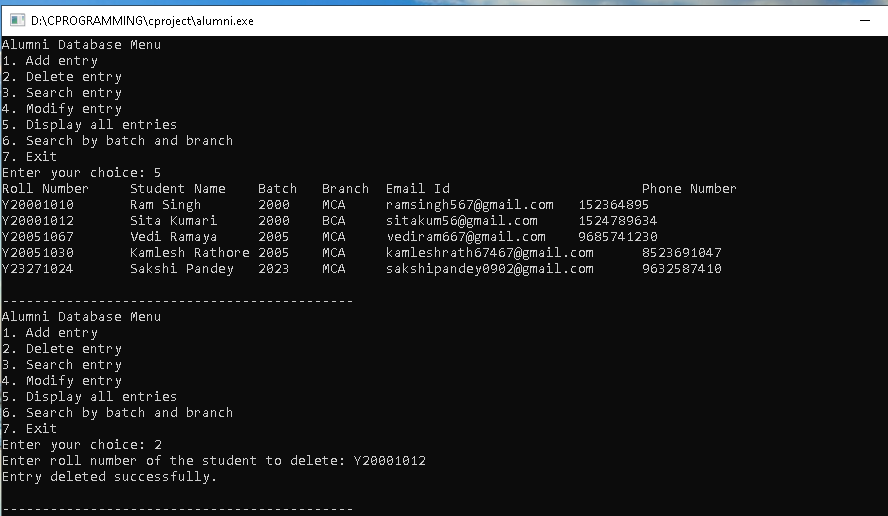 D:\CPROGRAMMING\cproject\alumni.exe
Alumni Database Menu
1. Add entry
2. Delete entry
3. Search entry
4. Modify entry
5. Display all entries
6. Search by batch and branch
7. Exit
Enter your choice: 5
Roll Number     Student Name    Batch   Branch  Email Id                        Phone Number
Y20001010       Ram Singh       2000    MCA     ramsingh567@gmail.com   152364895
Y20001012       Sita Kumari     2000    BCA     sitakum56@gmail.com     1524789634
Y20051067       Vedi Ramaya     2005    MCA     vediram667@gmail.com    9685741230
Y20051030       Kamlesh Rathore 2005    MCA     kamleshrath67467@gmail.com      8523691047
Y23271024       Sakshi Pandey   2023    MCA     sakshipandey0902@gmail.com      9632587410
--------------------------------------------
Alumni Database Menu
1. Add entry
2. Delete entry
3. Search entry
4. Modify entry
5. Display all entries
6. Search by batch and branch
7. Exit
Enter your choice: 2
Enter roll number of the student to delete: Y20001012
Entry deleted successfully.
--------------------------------------------